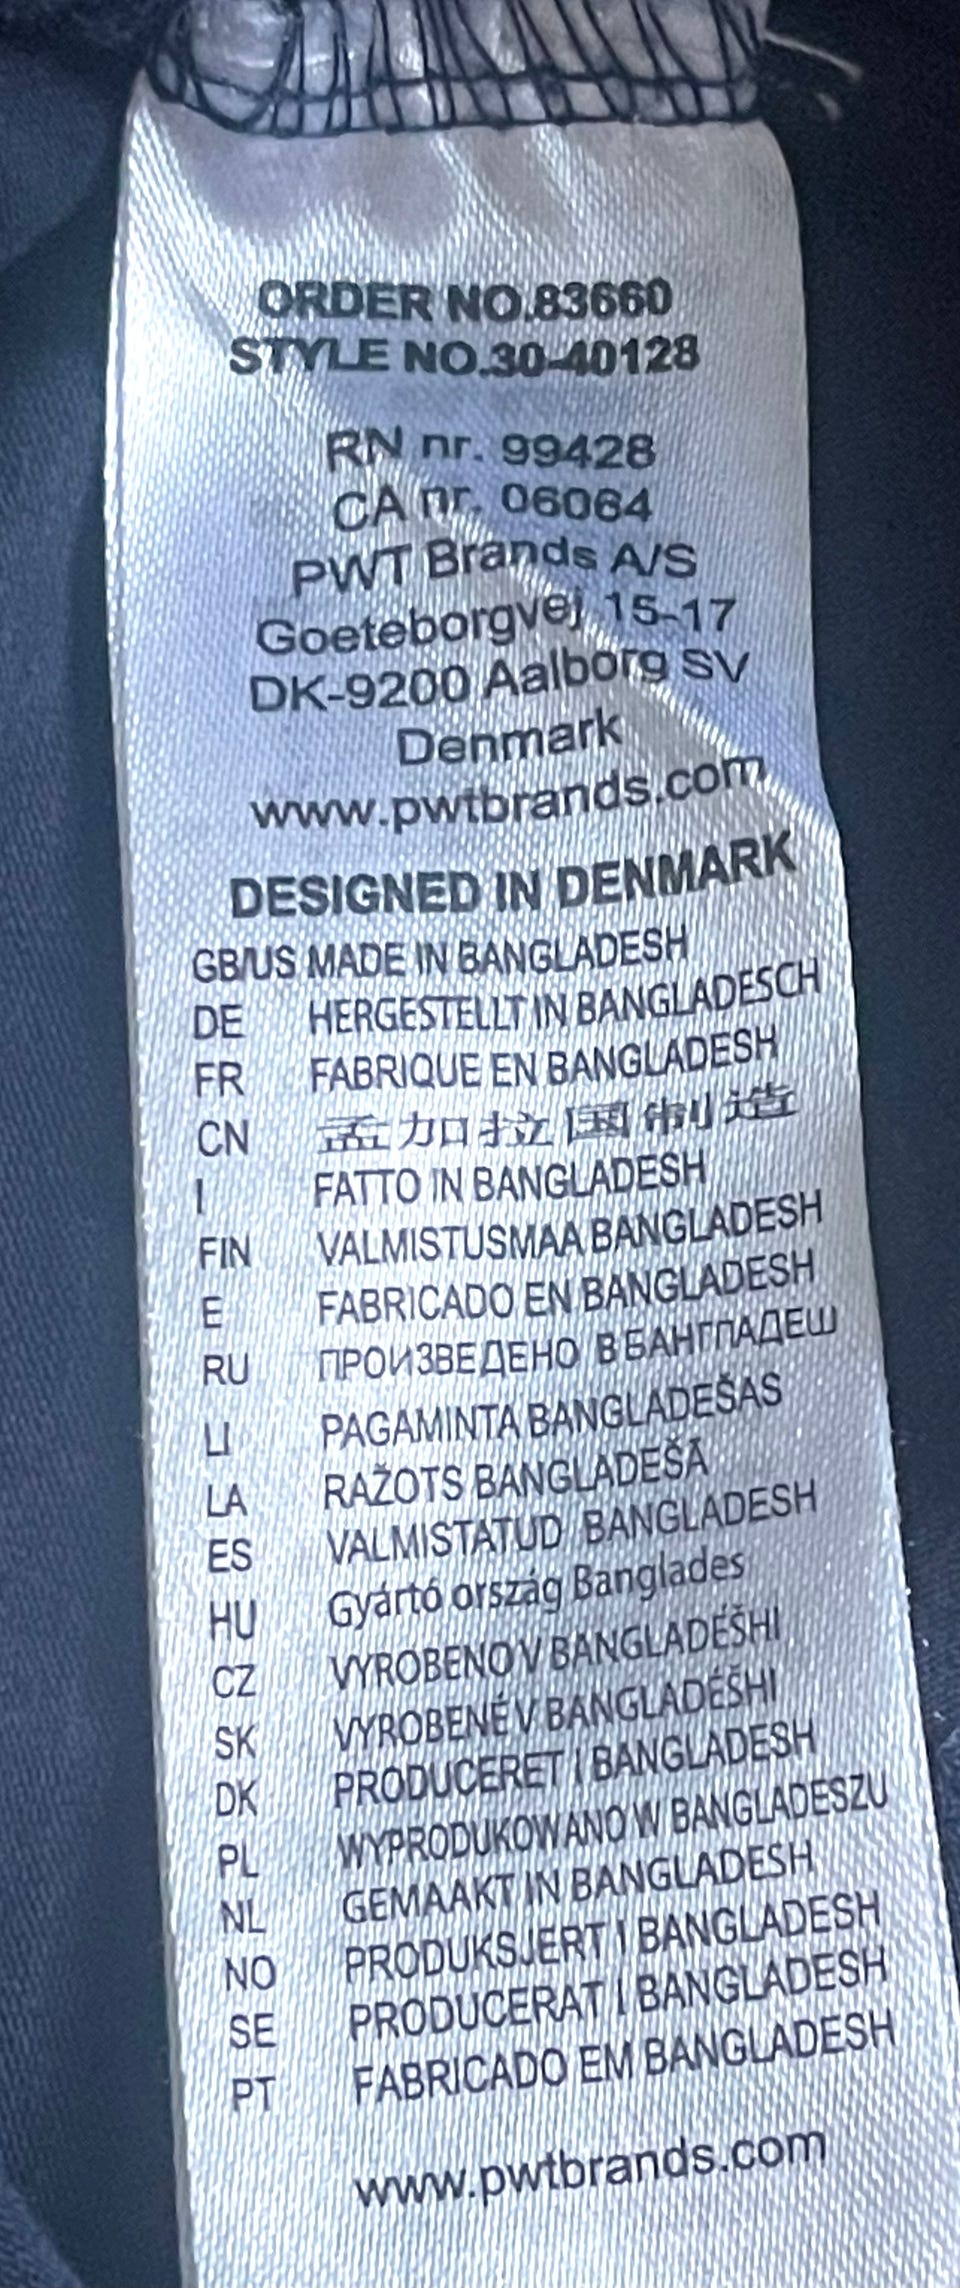 ORDER NO.83660
STYLE NO.30-40128
RN nr. 99428
CA nr. 06064
PWT Brands A/S
Goeteborgvej 15-17
DK-9200 Aalborg SV
Denmark
www.pwtbrands.com
DESIGNED IN DENMARK
GB/US MADE IN BANGLADESH
DE HERGESTELLT IN BANGLADESCH
FR FABRIQUE EN BANGLADESH
CN 孟加拉国制造
I FATTO IN BANGLADESH
FIN VALMISTUSMAA BANGLADESH
E FABRICADO EN BANGLADESH
RU ПРОИЗВЕДЕНО В БАНГПАДЕШ
LI PAGAMINTA BANGLADEŠAS
LA RAŽOTS BANGLADEŠĀ
ES VALMISTATUD BANGLADESH
HU Gyártó ország Banglades
CZ VYROBENO V BANGLADÉŠHI
SK VYROBENÉ V BANGLADÉŠHI
DK PRODUCERET I BANGLADESH
PL WYPRODUKOWANO W BANGLADESZU
NL GEMAAKT IN BANGLADESH
NO PRODUKSJERT I BANGLADESH
SE PRODUCERAT I BANGLADESH
PT FABRICADO EM BANGLADESH
www.pwtbrands.com